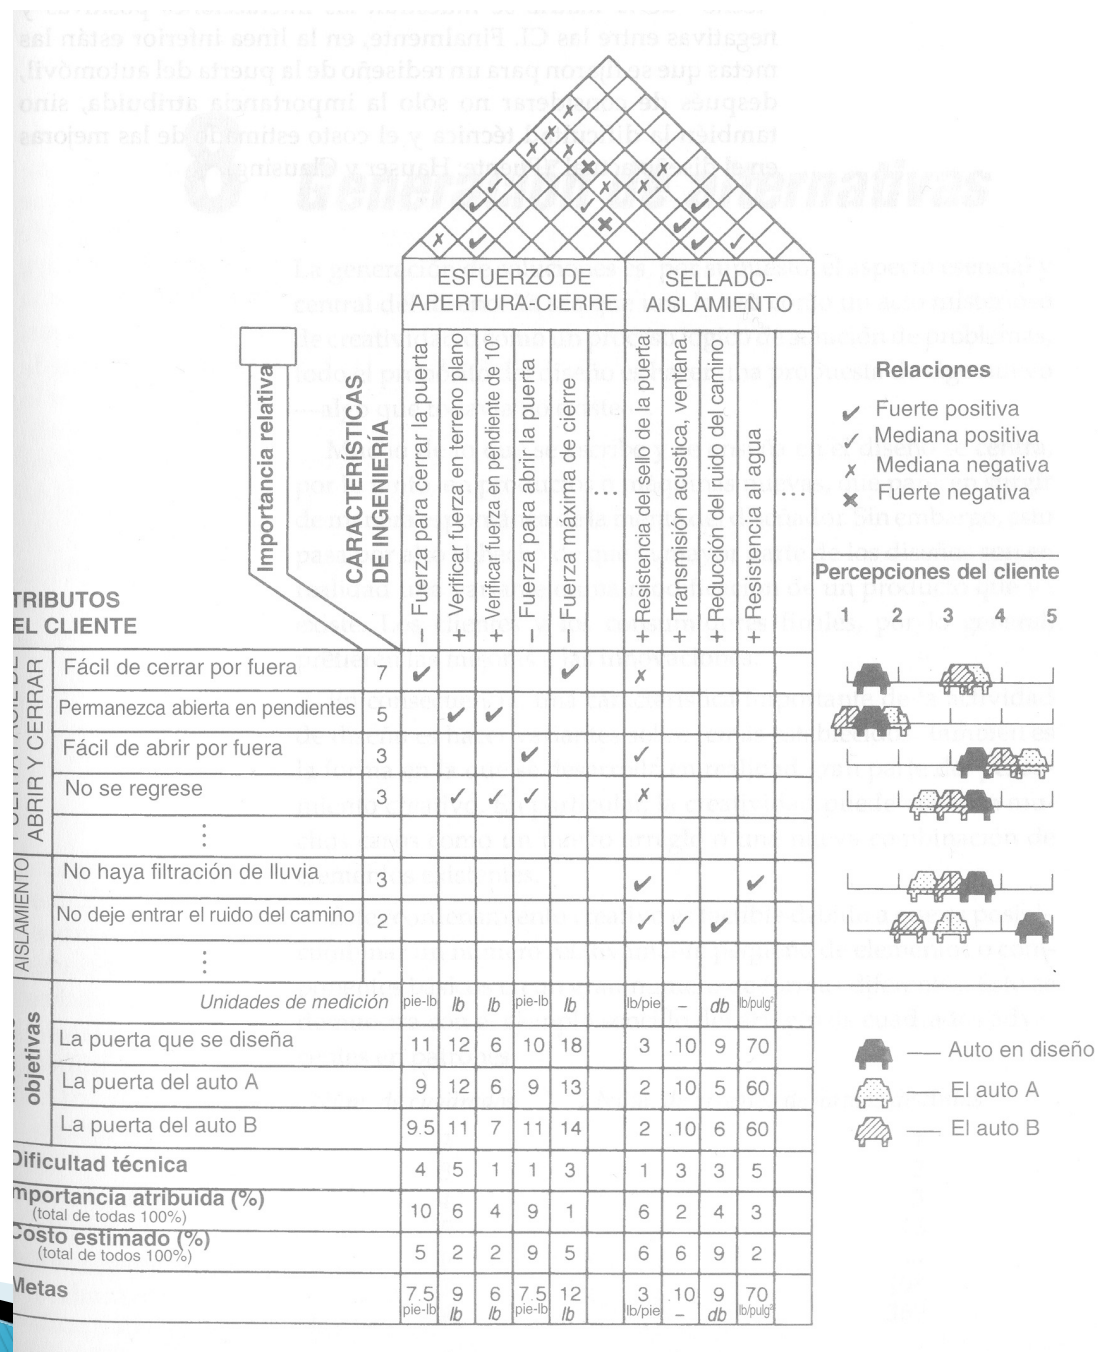 ESFUERZO DE
APERTURA-CIERRE
SELLADO-
AISLAMIENTO
Importancia relativa
CARACTERÍSTICAS
DE INGENIERÍA
– Fuerza para cerrar la puerta
+ Verificar fuerza en terreno plano
+ Verificar fuerza en pendiente de 10°
– Fuerza para abrir la puerta
– Fuerza máxima de cierre
....
+ Resistencia del sello de la puerta
+ Transmisión acústica, ventana
+ Reducción del ruido del camino
+ Resistencia al agua
....
Relaciones
✔ Fuerte positiva
✓ Mediana positiva
✗ Mediana negativa
✖ Fuerte negativa
Percepciones del cliente
1 2 3 4 5
TRIBUTOS
EL CLIENTE
ABRIR Y CERRAR
Fácil de cerrar por fuera 7 ✔ ✔ ✗
Permanezca abierta en pendientes 5 ✔ ✔
Fácil de abrir por fuera 3 ✔ ✓
No se regrese 3 ✓ ✓ ✓ ✗
⋮
AISLAMIENTO
No haya filtración de lluvia 3 ✔ ✔
No deje entrar el ruido del camino 2 ✓ ✓ ✔
⋮
objetivas
Unidades de medición pie-lb lb lb pie-lb lb lb/pie – db lb/pulg²
La puerta que se diseña 11 12 6 10 18 3 .10 9 70
La puerta del auto A 9 12 6 9 13 2 .10 5 60
La puerta del auto B 9.5 11 7 11 14 2 .10 6 60
Dificultad técnica 4 5 1 1 3 1 3 3 5
mportancia atribuida (%) 10 6 4 9 1 6 2 4 3
(total de todas 100%)
Costo estimado (%) 5 2 2 9 5 6 6 9 2
(total de todos 100%)
Metas 7.5 9 6 7.5 12 3 .10 9 70
pie-lb lb lb pie-lb lb lb/pie – db lb/pulg²
— Auto en diseño
— El auto A
— El auto B